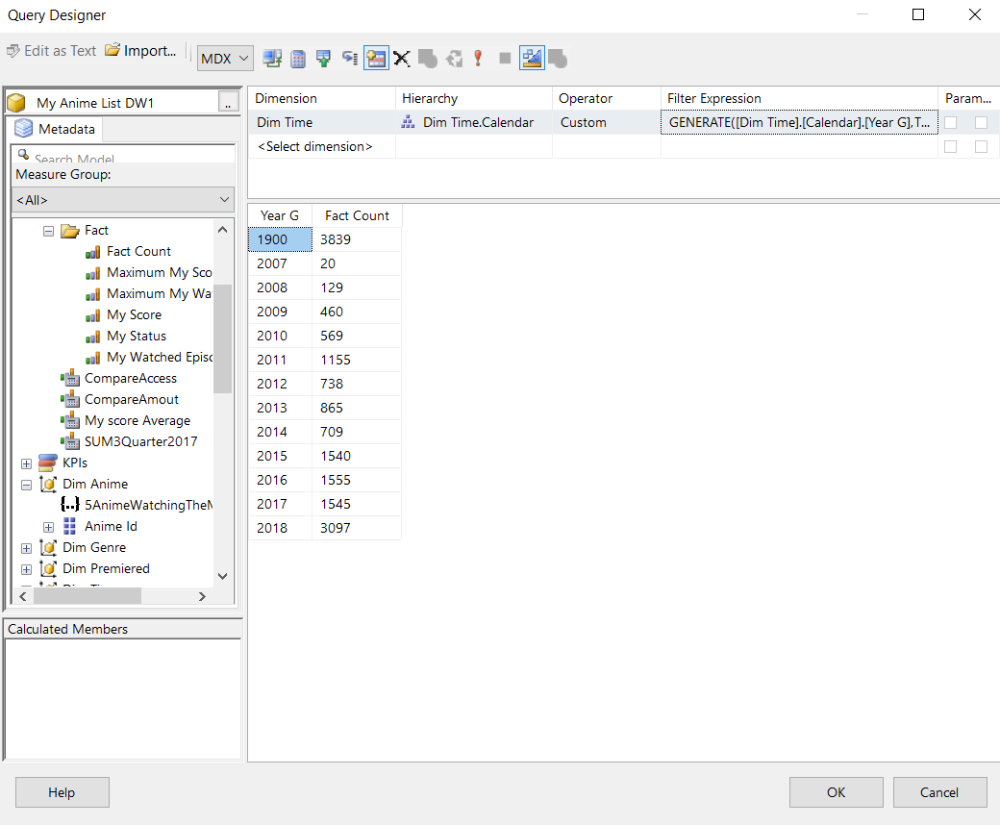 Query Designer
Edit as Text Import... MDX
My Anime List DW1 ..
Metadata
Search Model
Measure Group:
<All>
Fact
Fact Count
Maximum My Sco
Maximum My Wa
My Score
My Status
My Watched Episo
CompareAccess
CompareAmout
My score Average
SUM3Quarter2017
KPIs
Dim Anime
{..} 5AnimeWatchingTheM
Anime Id
Dim Genre
Dim Premiered
Calculated Members
Dimension Hierarchy Operator Filter Expression Param...
Dim Time Dim Time.Calendar Custom GENERATE([Dim Time].[Calendar].[Year G],T...
<Select dimension>
Year G Fact Count
1900 3839
2007 20
2008 129
2009 460
2010 569
2011 1155
2012 738
2013 865
2014 709
2015 1540
2016 1555
2017 1545
2018 3097
Help OK Cancel